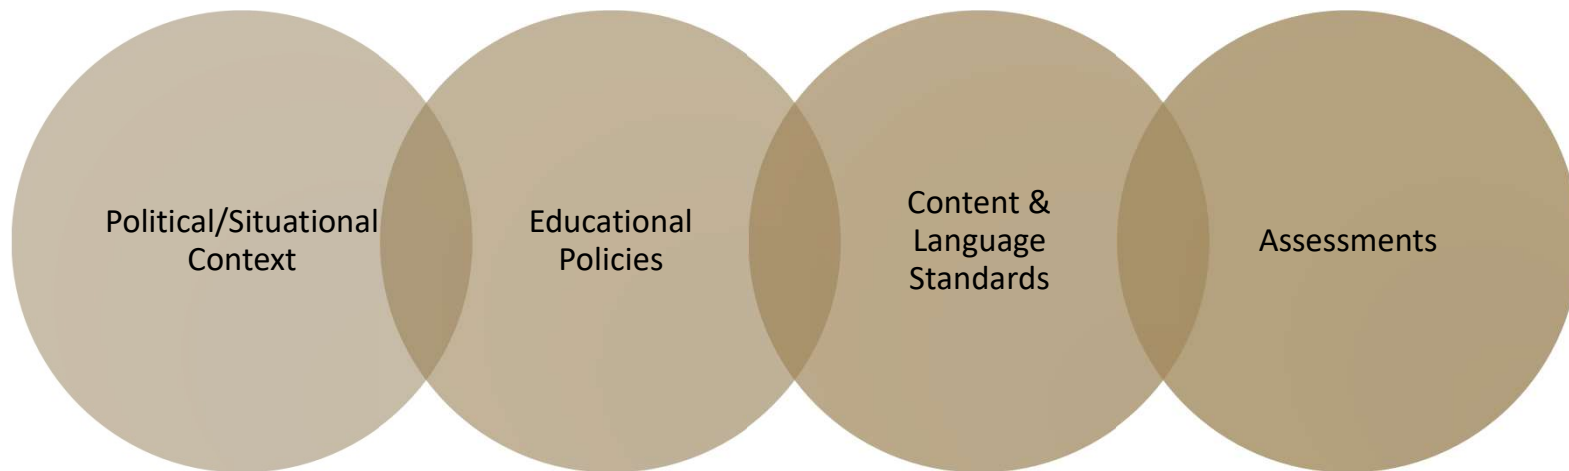 Political/Situational
Context
Educational
Policies
Content &
Language
Standards
Assessments